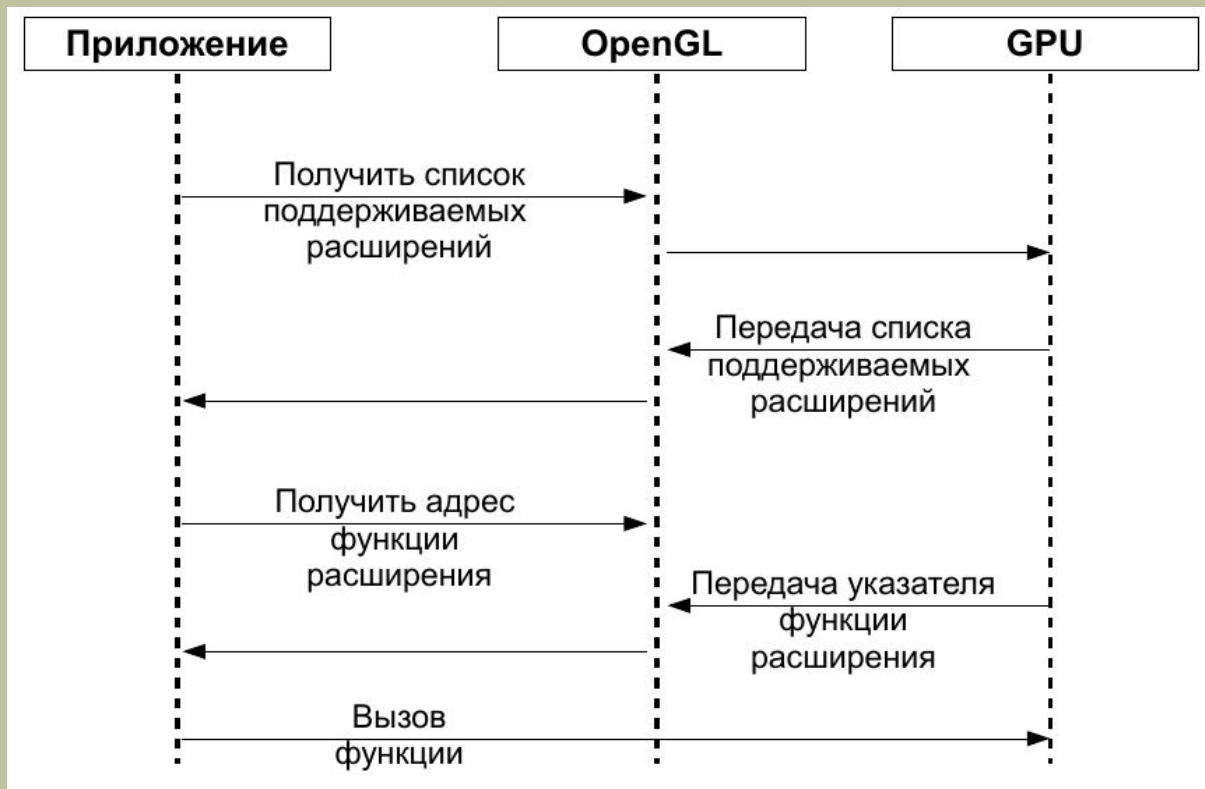 Приложение
OpenGL
GPU
Получить список
поддерживаемых
расширений
Передача списка
поддерживаемых
расширений
Получить адрес
функции
расширения
Передача указателя
функции
расширения
Вызов
функции